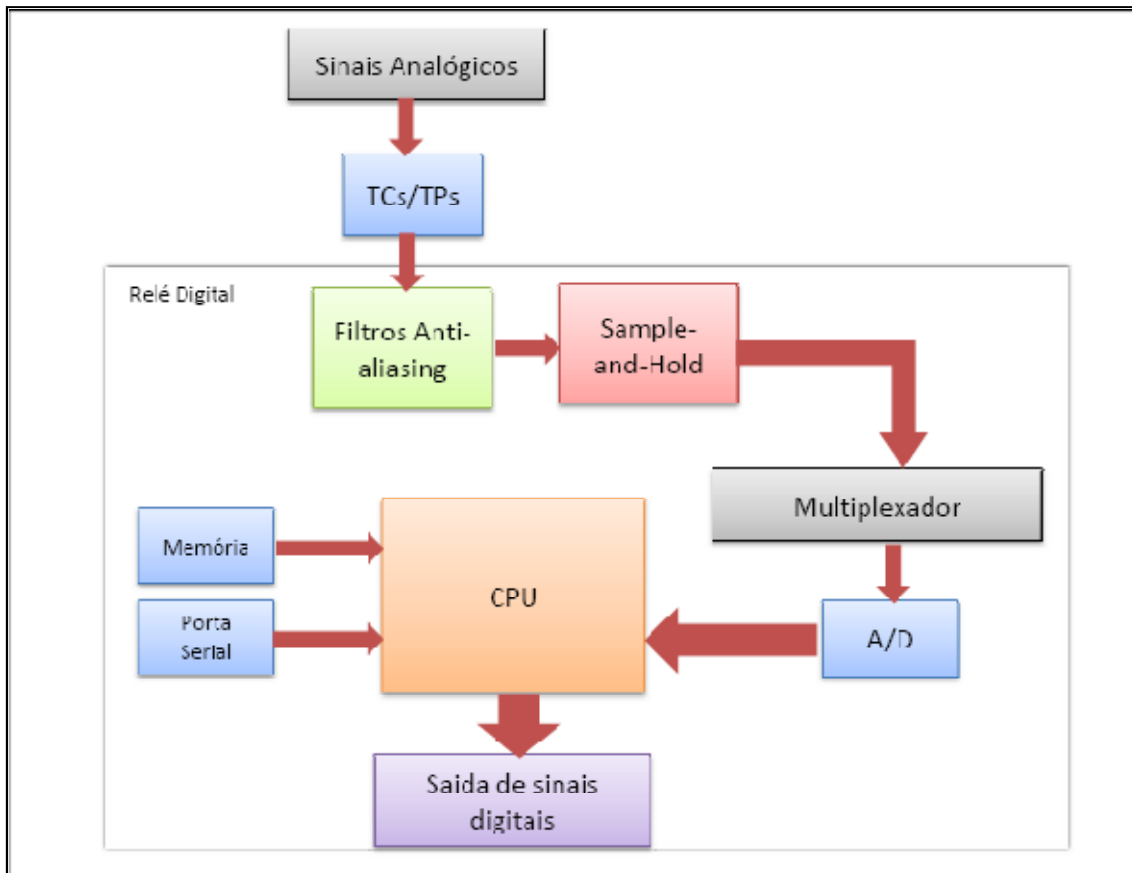 Sinais Analógicos
TCs/TPs
Relé Digital
Filtros Anti-
aliasing
Sample-
and-Hold
Multiplexador
Memória
CPU
Porta
Serial
A/D
Saida de sinais
digitais